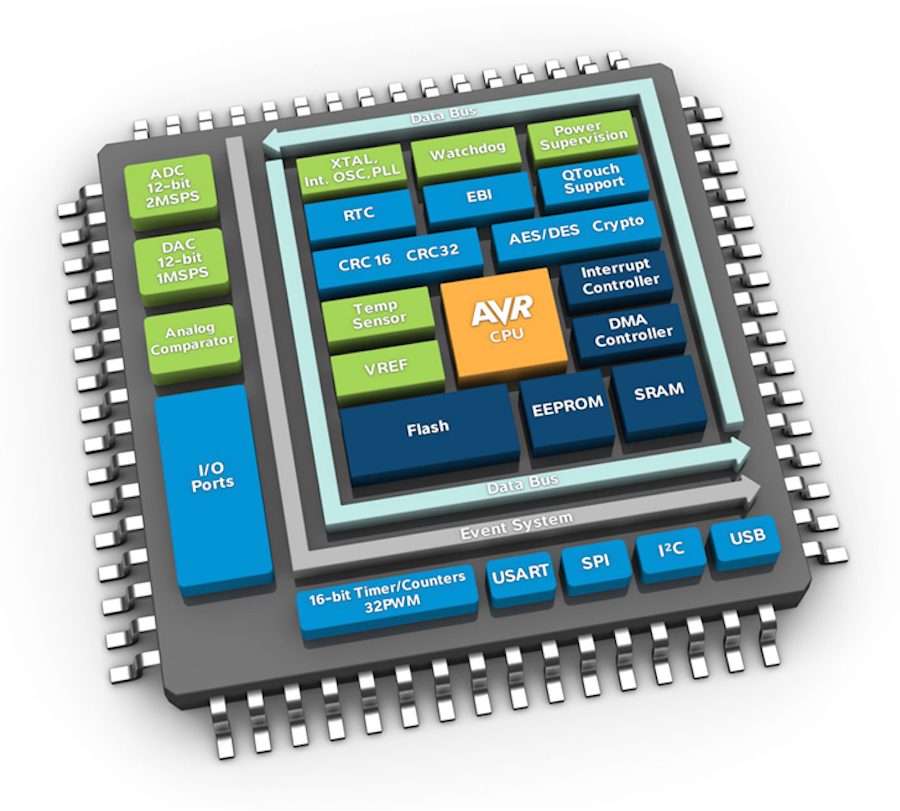 Data Bus
ADC
12-bit
2MSPS
DAC
12-bit
1MSPS
Analog
Comparator
I/O
Ports
XTAL,
Int. OSC,PLL
Watchdog
Power
Supervision
RTC
EBI
QTouch
Support
CRC 16 CRC32
AES/DES Crypto
Temp
Sensor
VREF
AVR
CPU
Interrupt
Controller
DMA
Controller
Flash
EEPROM
SRAM
Data Bus
Event System
16-bit Timer/Counters
32PWM
USART
SPI
I²C
USB